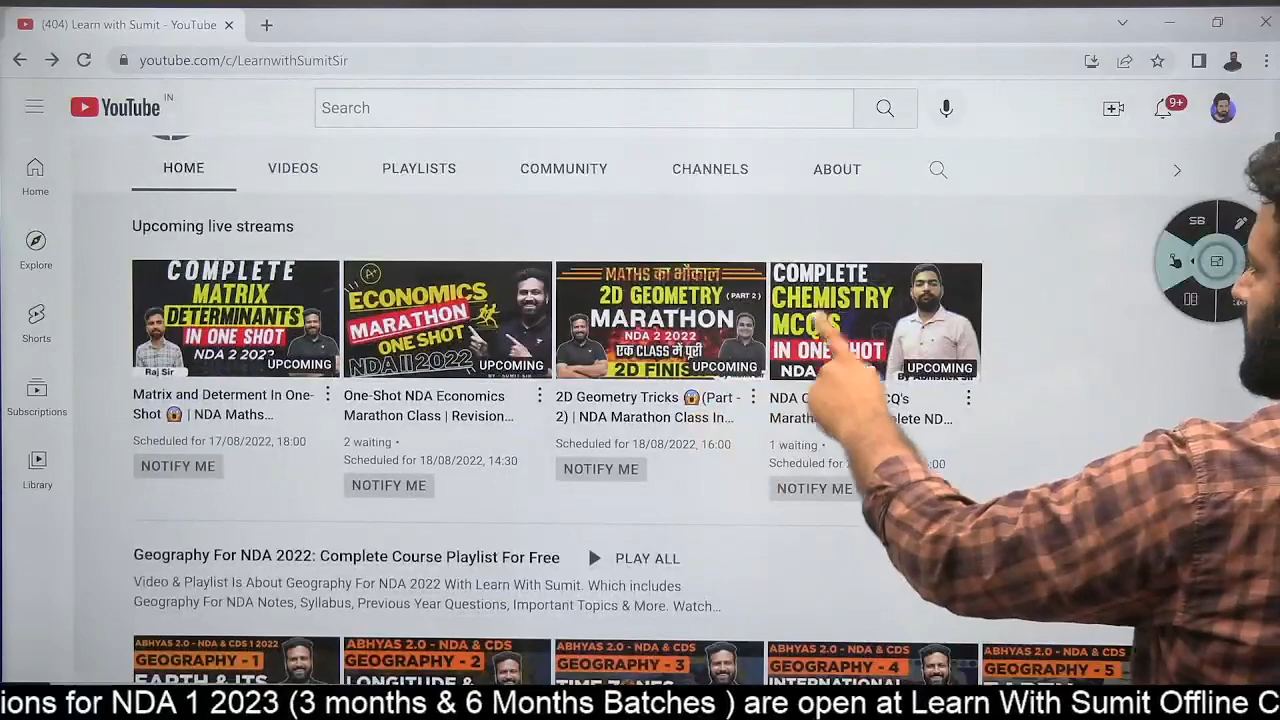 (404) Learn with Sumit - YouTube
youtube.com/c/LearnwithSumitSir
YouTube IN
Search
9+
HOME
VIDEOS
PLAYLISTS
COMMUNITY
CHANNELS
ABOUT
Home
Explore
Shorts
Subscriptions
Library
Upcoming live streams
COMPLETE
MATRIX
DETERMINANTS
IN ONE SHOT
NDA 2 2022
Raj Sir
UPCOMING
Matrix and Determent In One-
Shot 😱 | NDA Maths...
Scheduled for 17/08/2022, 18:00
NOTIFY ME
A+
ECONOMICS
MARATHON
ONE SHOT
NDA II 2022
UPCOMING
One-Shot NDA Economics
Marathon Class | Revision...
2 waiting •
Scheduled for 18/08/2022, 14:30
NOTIFY ME
MATHS का भौकाल
2D GEOMETRY (PART 2)
MARATHON
NDA 2 2022
एक CLASS में पूरी
2D FINIS
UPCOMING
2D Geometry Tricks 😱 (Part -
2) | NDA Marathon Class In...
Scheduled for 18/08/2022, 16:00
NOTIFY ME
COMPLETE
CHEMISTRY
MCQ'S
IN ONE SHOT
NDA
UPCOMING
NDA C CQ's
Marath plete ND...
1 waiting •
Scheduled for :00
NOTIFY ME
SB
Geography For NDA 2022: Complete Course Playlist For Free
PLAY ALL
Video & Playlist Is About Geography For NDA 2022 With Learn With Sumit. Which includes
Geography For NDA Notes, Syllabus, Previous Year Questions, Important Topics & More. Watch...
ABHYAS 2.0 - NDA & CDS 1 2022
GEOGRAPHY - 1
EARTH & ITS
ABHYAS 2.0 - NDA & CDS
GEOGRAPHY - 2
LONGITUDE &
ABHYAS 2.0 - NDA & CDS
GEOGRAPHY - 3
TIME ZONES
ABHYAS 2.0 - NDA & CDS
GEOGRAPHY - 4
INTERNATIONAL
ABHYAS 2.0 - NDA & CDS
GEOGRAPHY - 5
ions for NDA 1 2023 (3 months & 6 Months Batches ) are open at Learn With Sumit Offline C